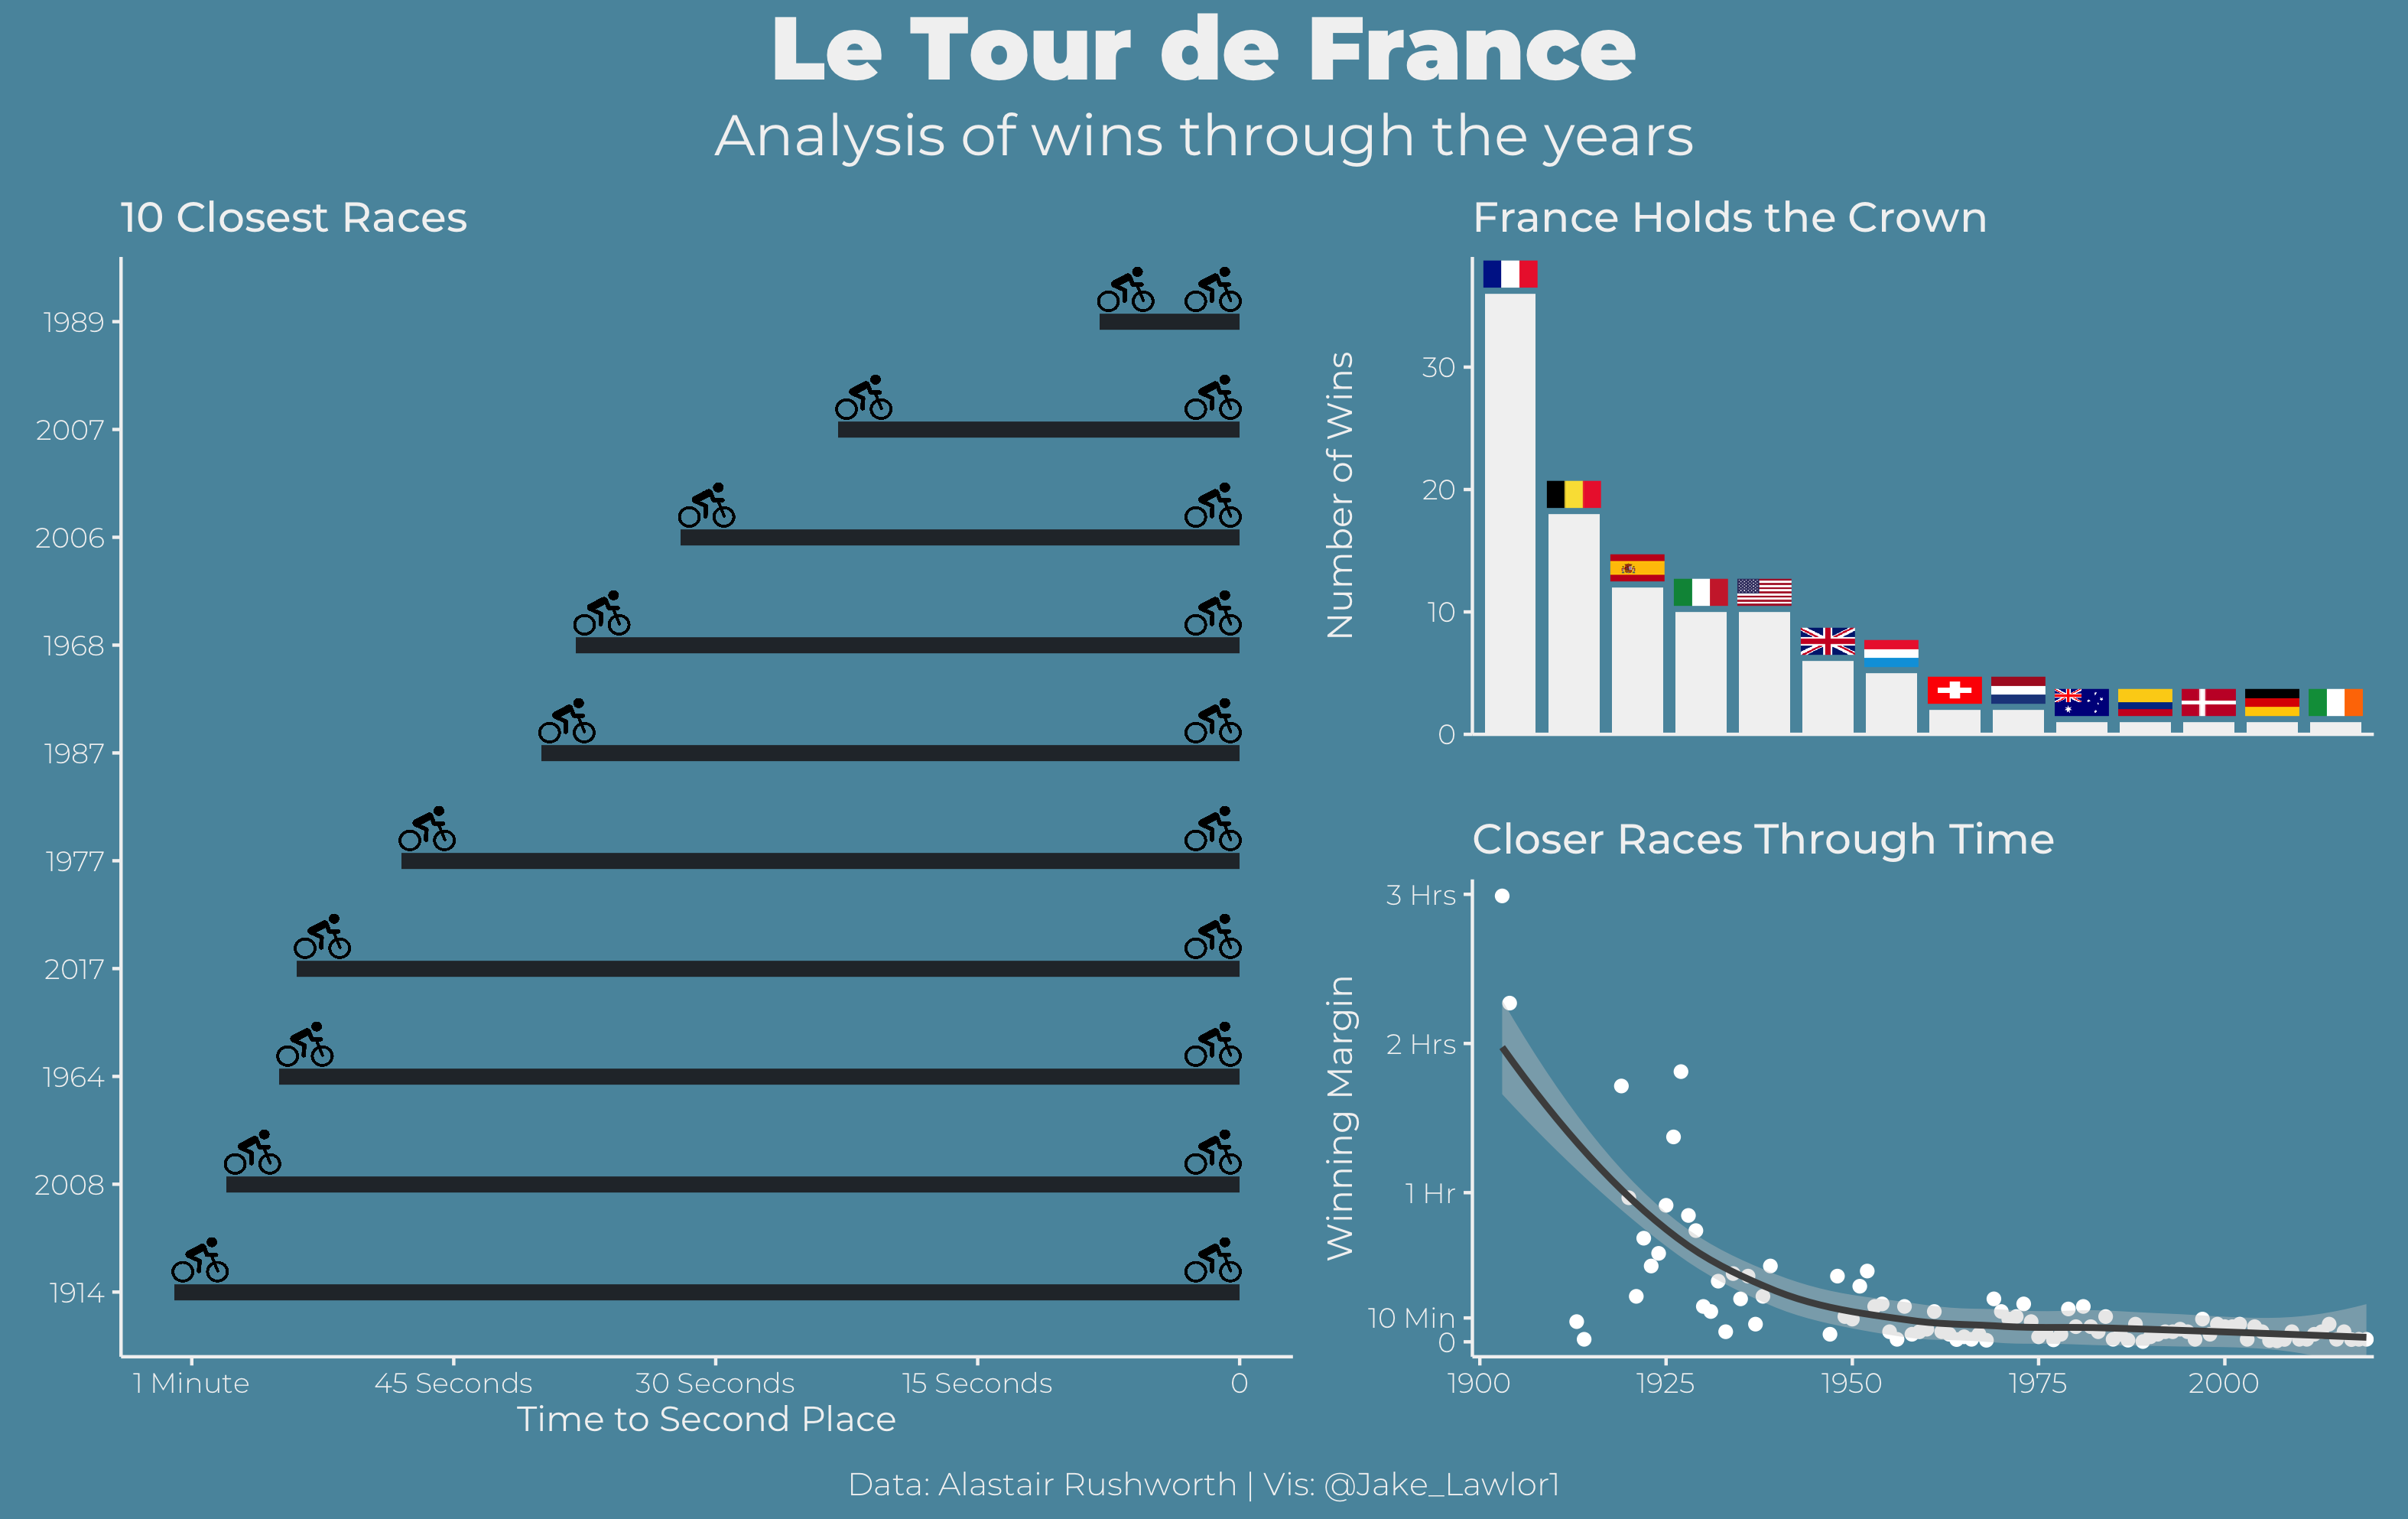 Le Tour de France
Analysis of wins through the years
10 Closest Races
1989
2007
2006
1968
1987
1977
2017
1964
2008
1914
1 Minute
45 Seconds
30 Seconds
15 Seconds
0
Time to Second Place
France Holds the Crown
Number of Wins
30
20
10
0
Closer Races Through Time
Winning Margin
3 Hrs
2 Hrs
1 Hr
10 Min
0
1900
1925
1950
1975
2000
Data: Alastair Rushworth | Vis: @Jake_Lawlor1